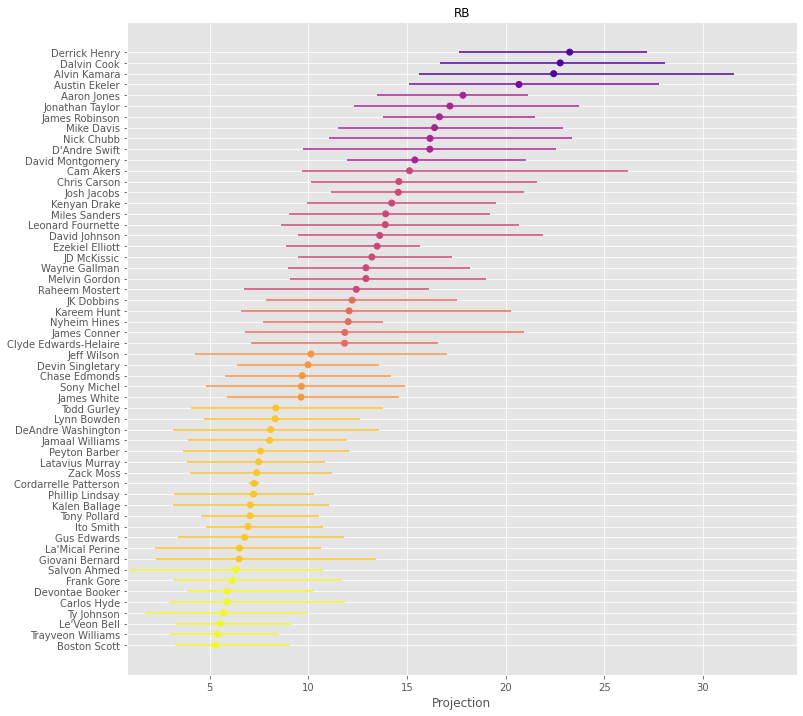 RB
Derrick Henry
Dalvin Cook
Alvin Kamara
Austin Ekeler
Aaron Jones
Jonathan Taylor
James Robinson
Mike Davis
Nick Chubb
D'Andre Swift
David Montgomery
Cam Akers
Chris Carson
Josh Jacobs
Kenyan Drake
Miles Sanders
Leonard Fournette
David Johnson
Ezekiel Elliott
JD McKissic
Wayne Gallman
Melvin Gordon
Raheem Mostert
JK Dobbins
Kareem Hunt
Nyheim Hines
James Conner
Clyde Edwards-Helaire
Jeff Wilson
Devin Singletary
Chase Edmonds
Sony Michel
James White
Todd Gurley
Lynn Bowden
DeAndre Washington
Jamaal Williams
Peyton Barber
Latavius Murray
Zack Moss
Cordarrelle Patterson
Phillip Lindsay
Kalen Ballage
Tony Pollard
Ito Smith
Gus Edwards
La'Mical Perine
Giovani Bernard
Salvon Ahmed
Frank Gore
Devontae Booker
Carlos Hyde
Ty Johnson
Le'Veon Bell
Trayveon Williams
Boston Scott
5 10 15 20 25 30
Projection